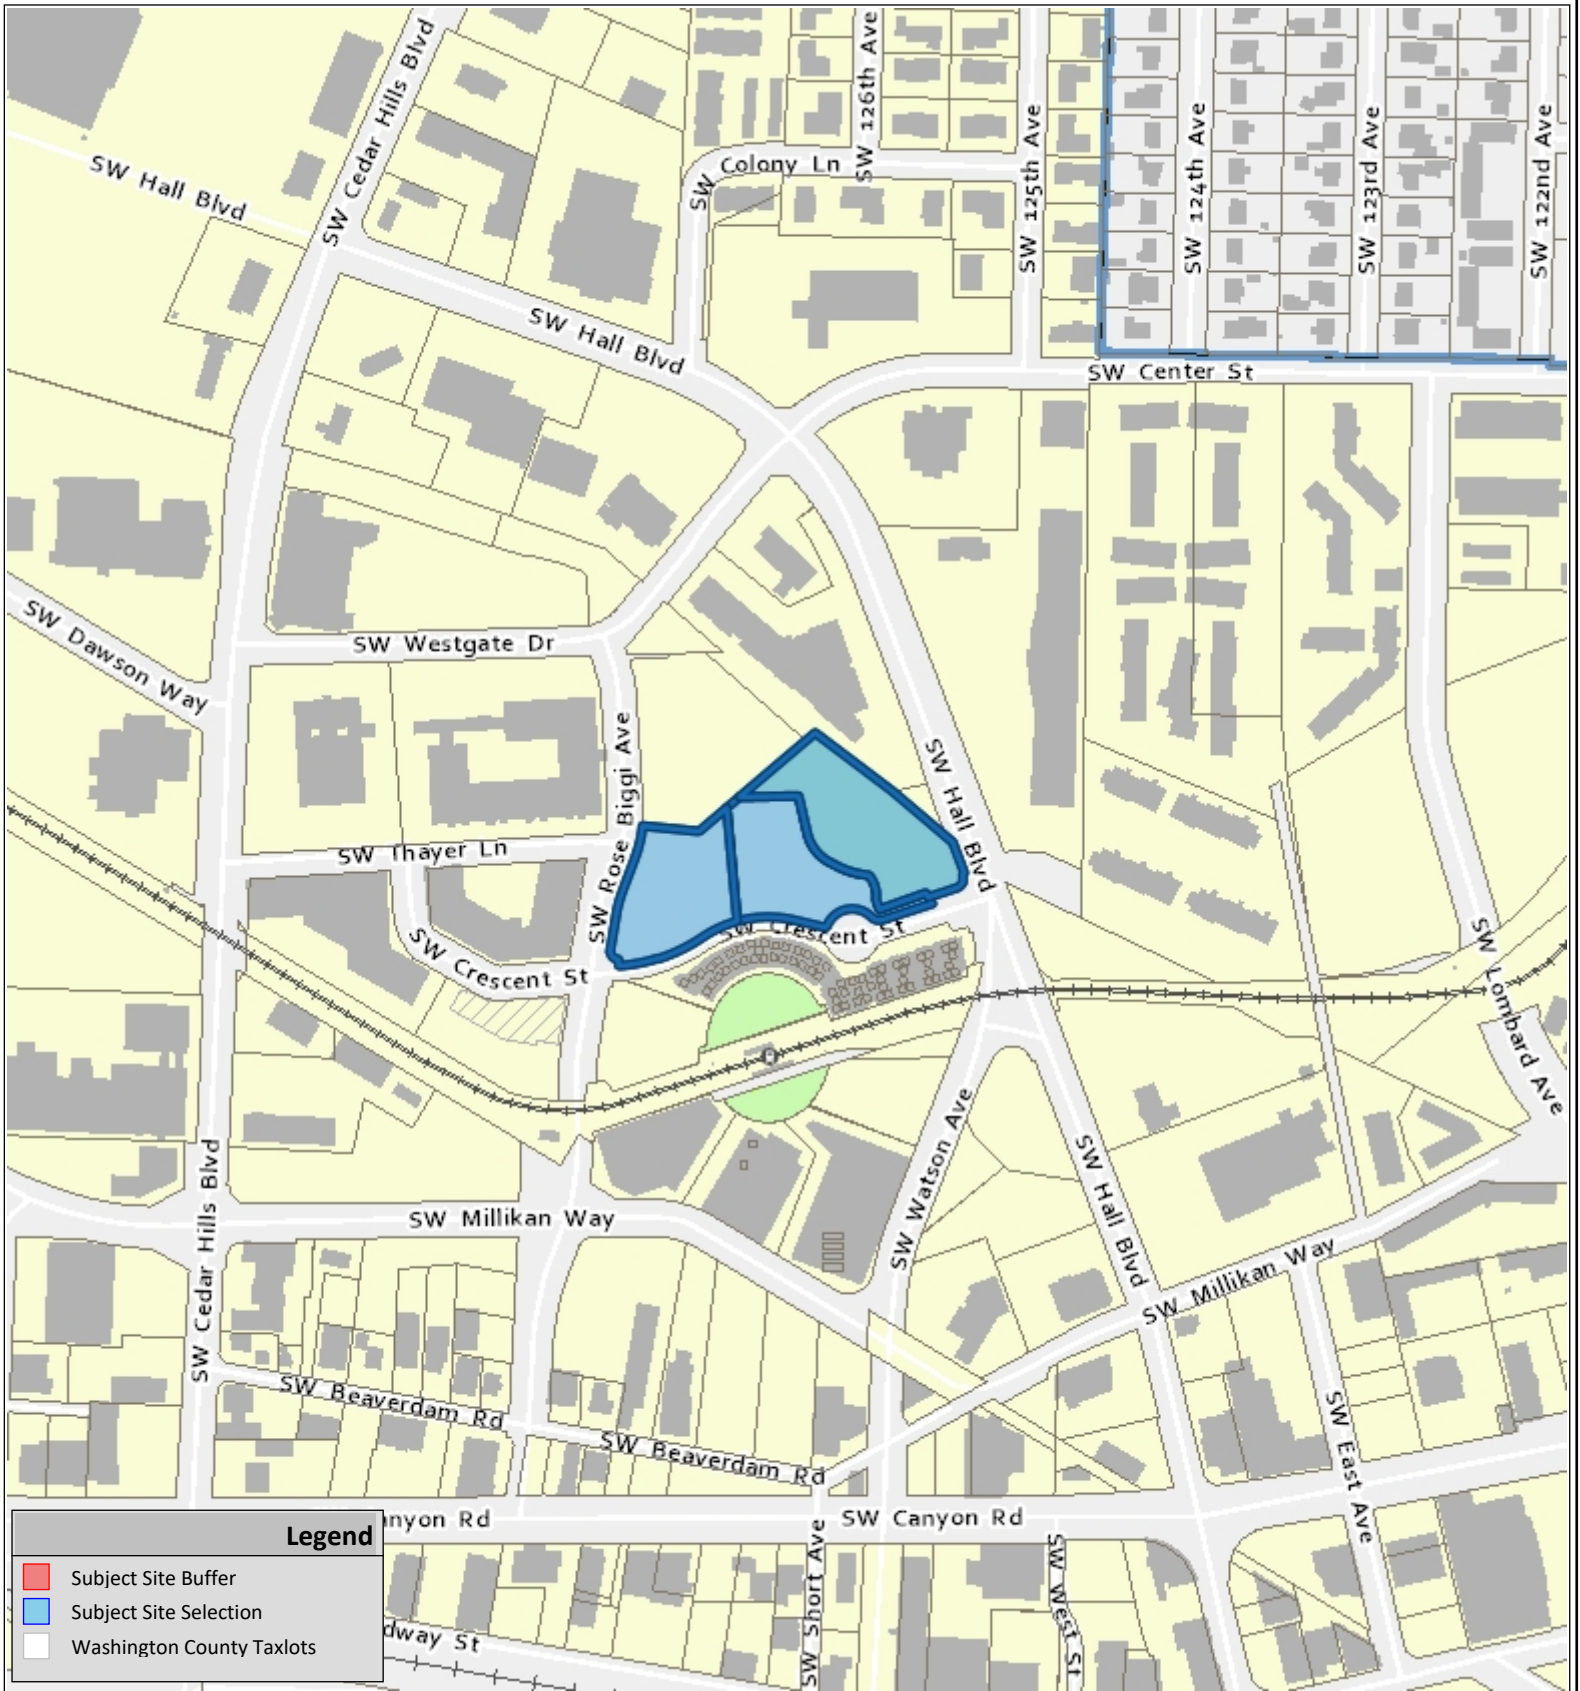 SW Cedar Hills Blvd
SW 126th Ave
SW 125th Ave
SW 124th Ave
SW 123rd Ave
SW 122nd Ave
SW Hall Blvd
SW Colony Ln
SW Hall Blvd
SW Center St
SW Dawson Way
SW Westgate Dr
SW Rose Biggi Ave
SW Hall Blvd
SW Thayer Ln
SW Crescent St
SW Crescent St
SW Lombard Ave
SW Watson Ave
SW Hall Blvd
SW Cedar Hills Blvd
SW Millikan Way
SW Millikan Way
SW Beaverdam Rd
SW Beaverdam Rd
SW East Ave
anyon Rd
SW Canyon Rd
SW Short Ave
SW West St
dway St
Legend
Subject Site Buffer
Subject Site Selection
Washington County Taxlots